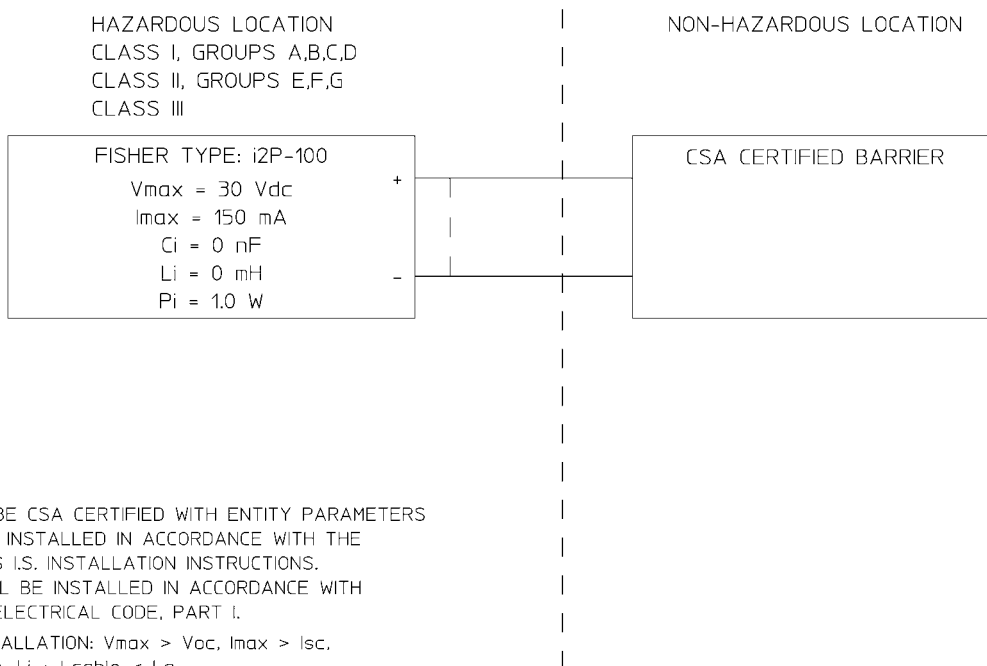 HAZARDOUS LOCATION
CLASS I, GROUPS A,B,C,D
CLASS II, GROUPS E,F,G
CLASS III
NON-HAZARDOUS LOCATION
FISHER TYPE: i2P-100
Vmax = 30 Vdc
Imax = 150 mA
Ci = 0 nF
Li = 0 mH
Pi = 1.0 W
+
-
CSA CERTIFIED BARRIER
BE CSA CERTIFIED WITH ENTITY PARAMETERS
INSTALLED IN ACCORDANCE WITH THE
I.S. INSTALLATION INSTRUCTIONS.
BE INSTALLED IN ACCORDANCE WITH
ELECTRICAL CODE, PART I.
ALLATION: Vmax > Voc, Imax > Isc,